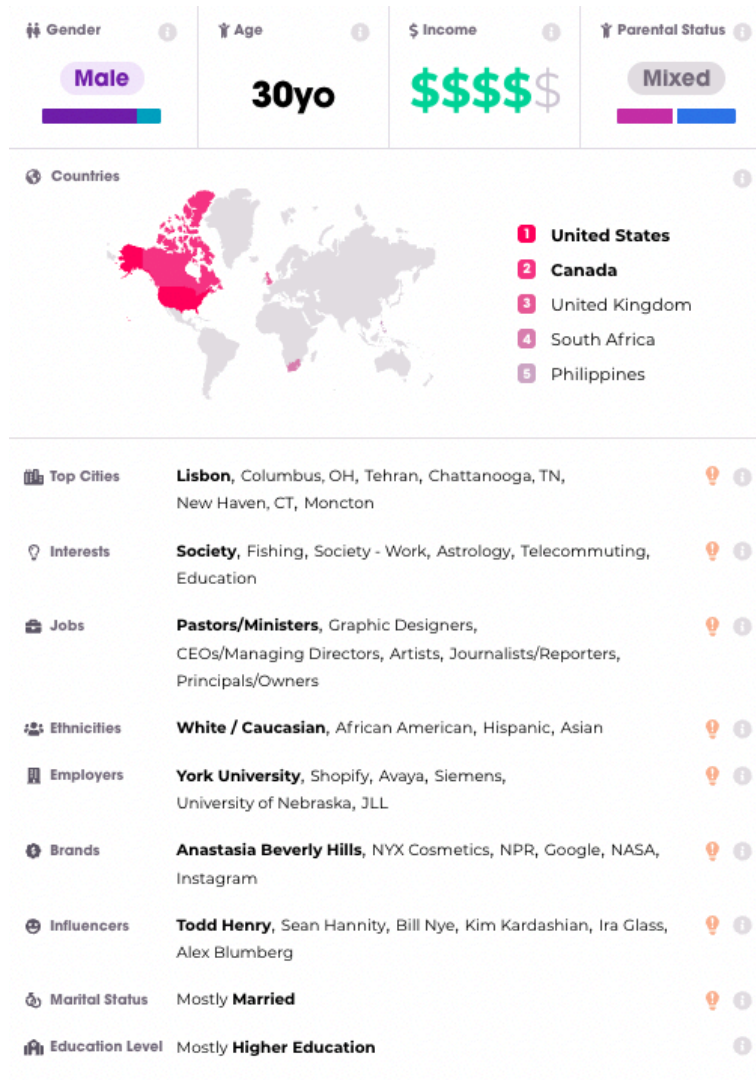 Gender
Age
$ Income
Parental Status
Male
30yo
$$$$$
Mixed
Countries
1 United States
2 Canada
3 United Kingdom
4 South Africa
5 Philippines
Top Cities
Lisbon, Columbus, OH, Tehran, Chattanooga, TN,
New Haven, CT, Moncton
Interests
Society, Fishing, Society - Work, Astrology, Telecommuting,
Education
Jobs
Pastors/Ministers, Graphic Designers,
CEOs/Managing Directors, Artists, Journalists/Reporters,
Principals/Owners
Ethnicities
White / Caucasian, African American, Hispanic, Asian
Employers
York University, Shopify, Avaya, Siemens,
University of Nebraska, JLL
Brands
Anastasia Beverly Hills, NYX Cosmetics, NPR, Google, NASA,
Instagram
Influencers
Todd Henry, Sean Hannity, Bill Nye, Kim Kardashian, Ira Glass,
Alex Blumberg
Marital Status
Mostly Married
Education Level
Mostly Higher Education